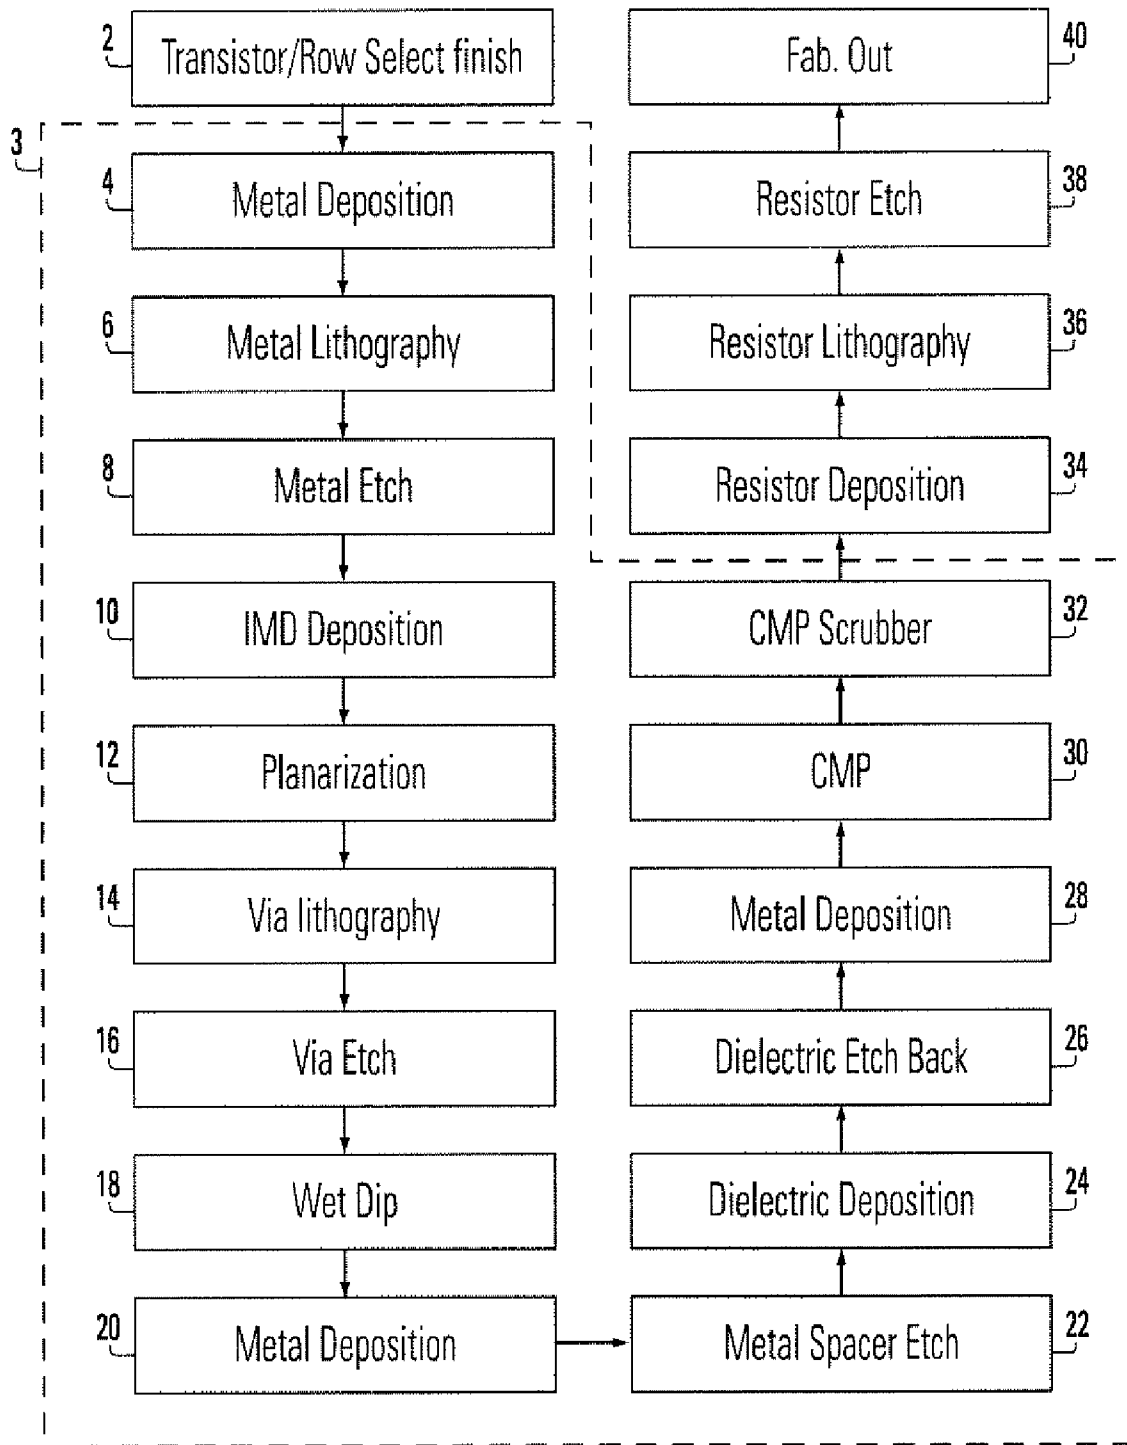 2
Transistor/Row Select finish
3
4
Metal Deposition
6
Metal Lithography
8
Metal Etch
10
IMD Deposition
12
Planarization
14
Via lithography
16
Via Etch
18
Wet Dip
20
Metal Deposition
Metal Spacer Etch
22
Dielectric Deposition
24
Dielectric Etch Back
26
Metal Deposition
28
CMP
30
CMP Scrubber
32
Resistor Deposition
34
Resistor Lithography
36
Resistor Etch
38
Fab. Out
40